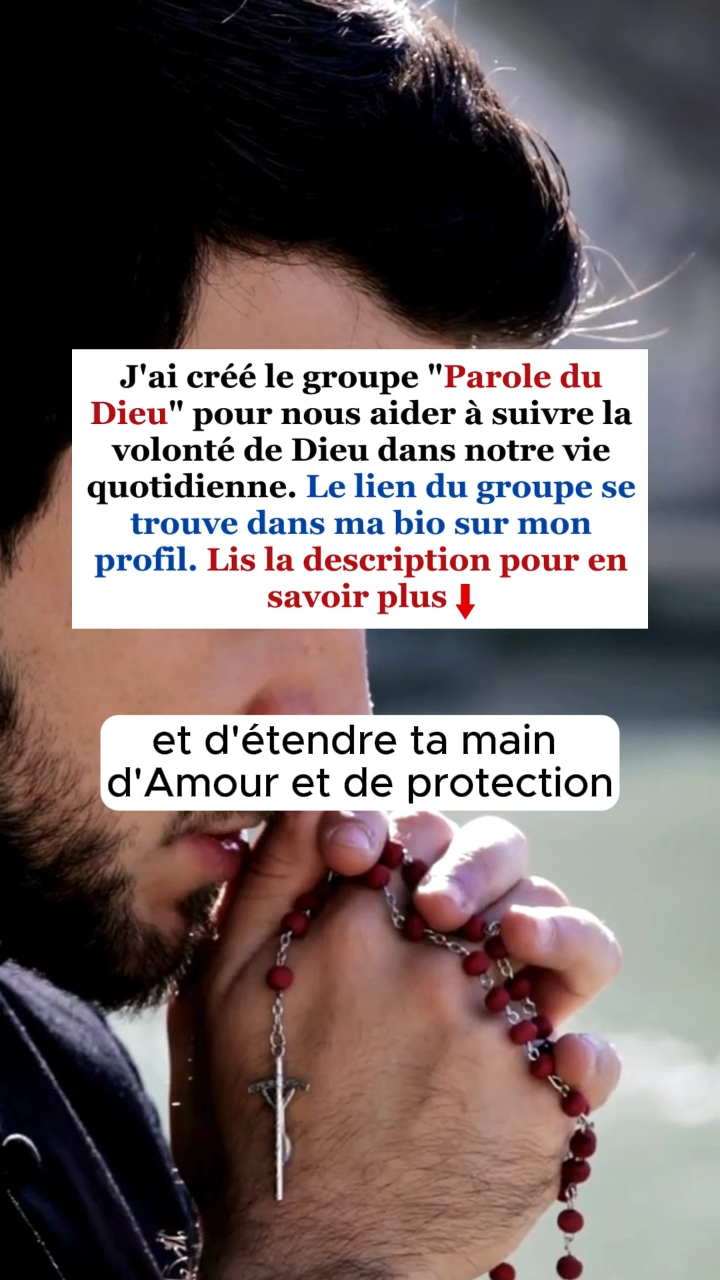 J'ai créé le groupe "Parole du
Dieu" pour nous aider à suivre la
volonté de Dieu dans notre vie
quotidienne. Le lien du groupe se
trouve dans ma bio sur mon
profil. Lis la description pour en
savoir plus
et d'étendre ta main
d'Amour et de protection